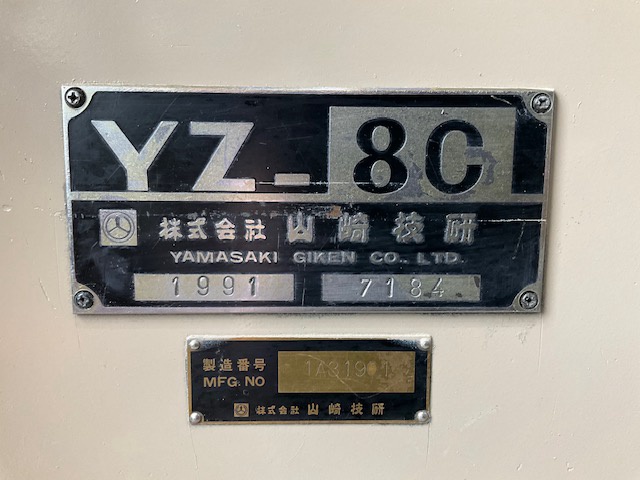 YZ-8C
株式会社 山崎技研
YAMASAKI GIKEN CO., LTD.
1991 7184
製造番号
MFG. NO
株式会社 山崎技研